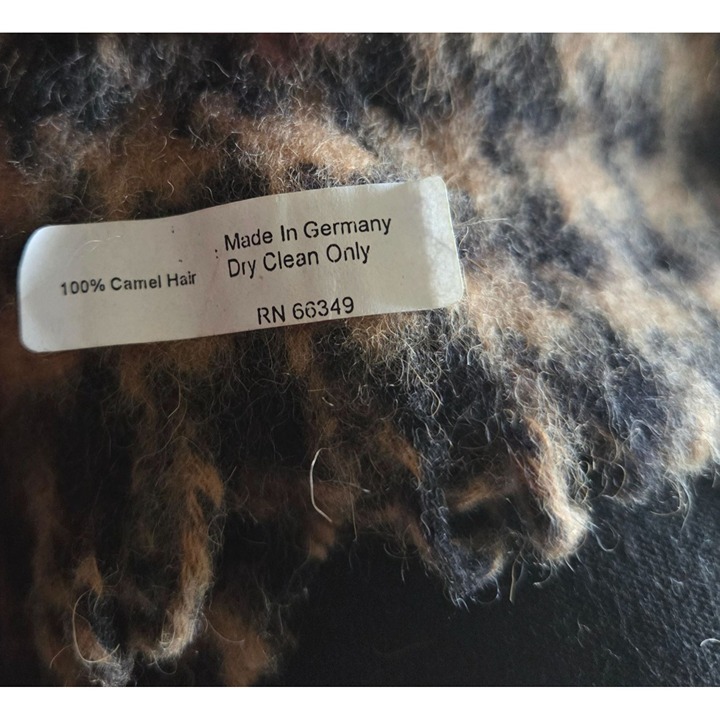 100% Camel Hair
Made In Germany
Dry Clean Only
RN 66349